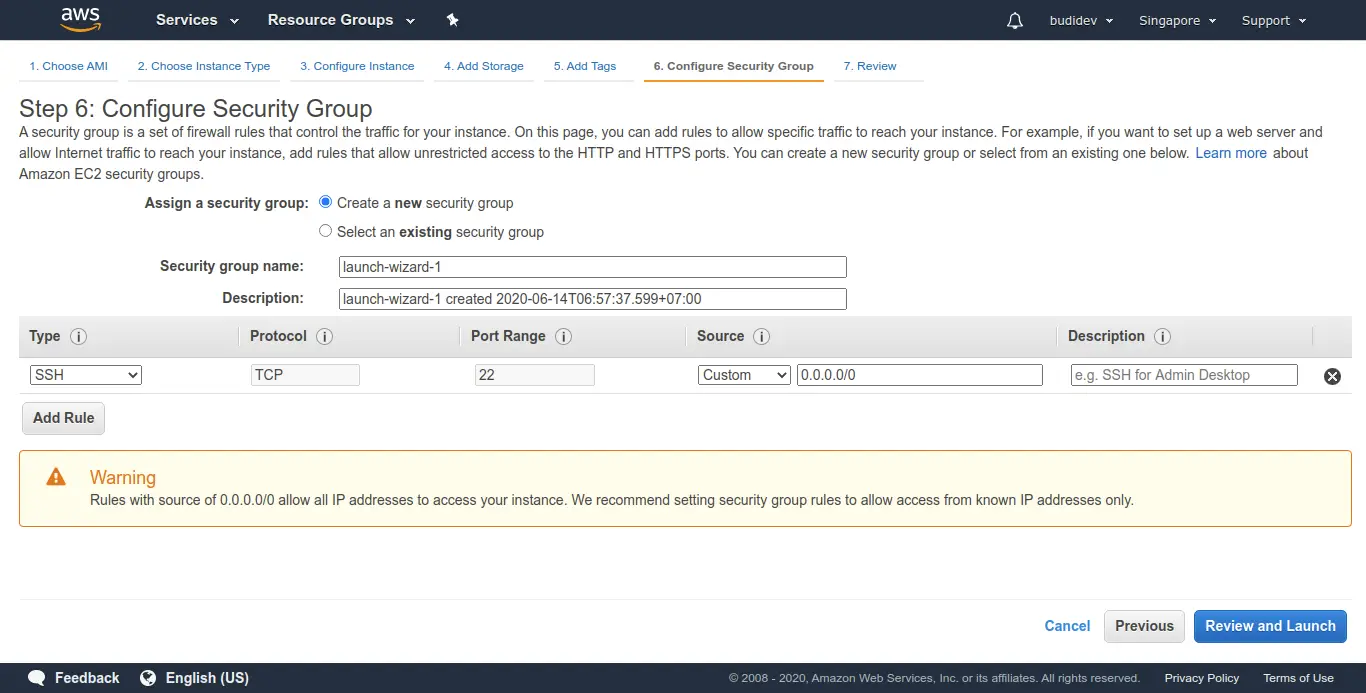 aws Services Resource Groups budidev Singapore Support
1. Choose AMI 2. Choose Instance Type 3. Configure Instance 4. Add Storage 5. Add Tags 6. Configure Security Group 7. Review
Step 6: Configure Security Group
A security group is a set of firewall rules that control the traffic for your instance. On this page, you can add rules to allow specific traffic to reach your instance. For example, if you want to set up a web server and
allow Internet traffic to reach your instance, add rules that allow unrestricted access to the HTTP and HTTPS ports. You can create a new security group or select from an existing one below. Learn more about
Amazon EC2 security groups.
Assign a security group: Create a new security group
Select an existing security group
Security group name: launch-wizard-1
Description: launch-wizard-1 created 2020-06-14T06:57:37.599+07:00
Type i Protocol i Port Range i Source i Description i
SSH TCP 22 Custom 0.0.0.0/0 e.g. SSH for Admin Desktop
Add Rule
Warning
Rules with source of 0.0.0.0/0 allow all IP addresses to access your instance. We recommend setting security group rules to allow access from known IP addresses only.
Cancel Previous Review and Launch
Feedback English (US) © 2008 - 2020, Amazon Web Services, Inc. or its affiliates. All rights reserved. Privacy Policy Terms of Use